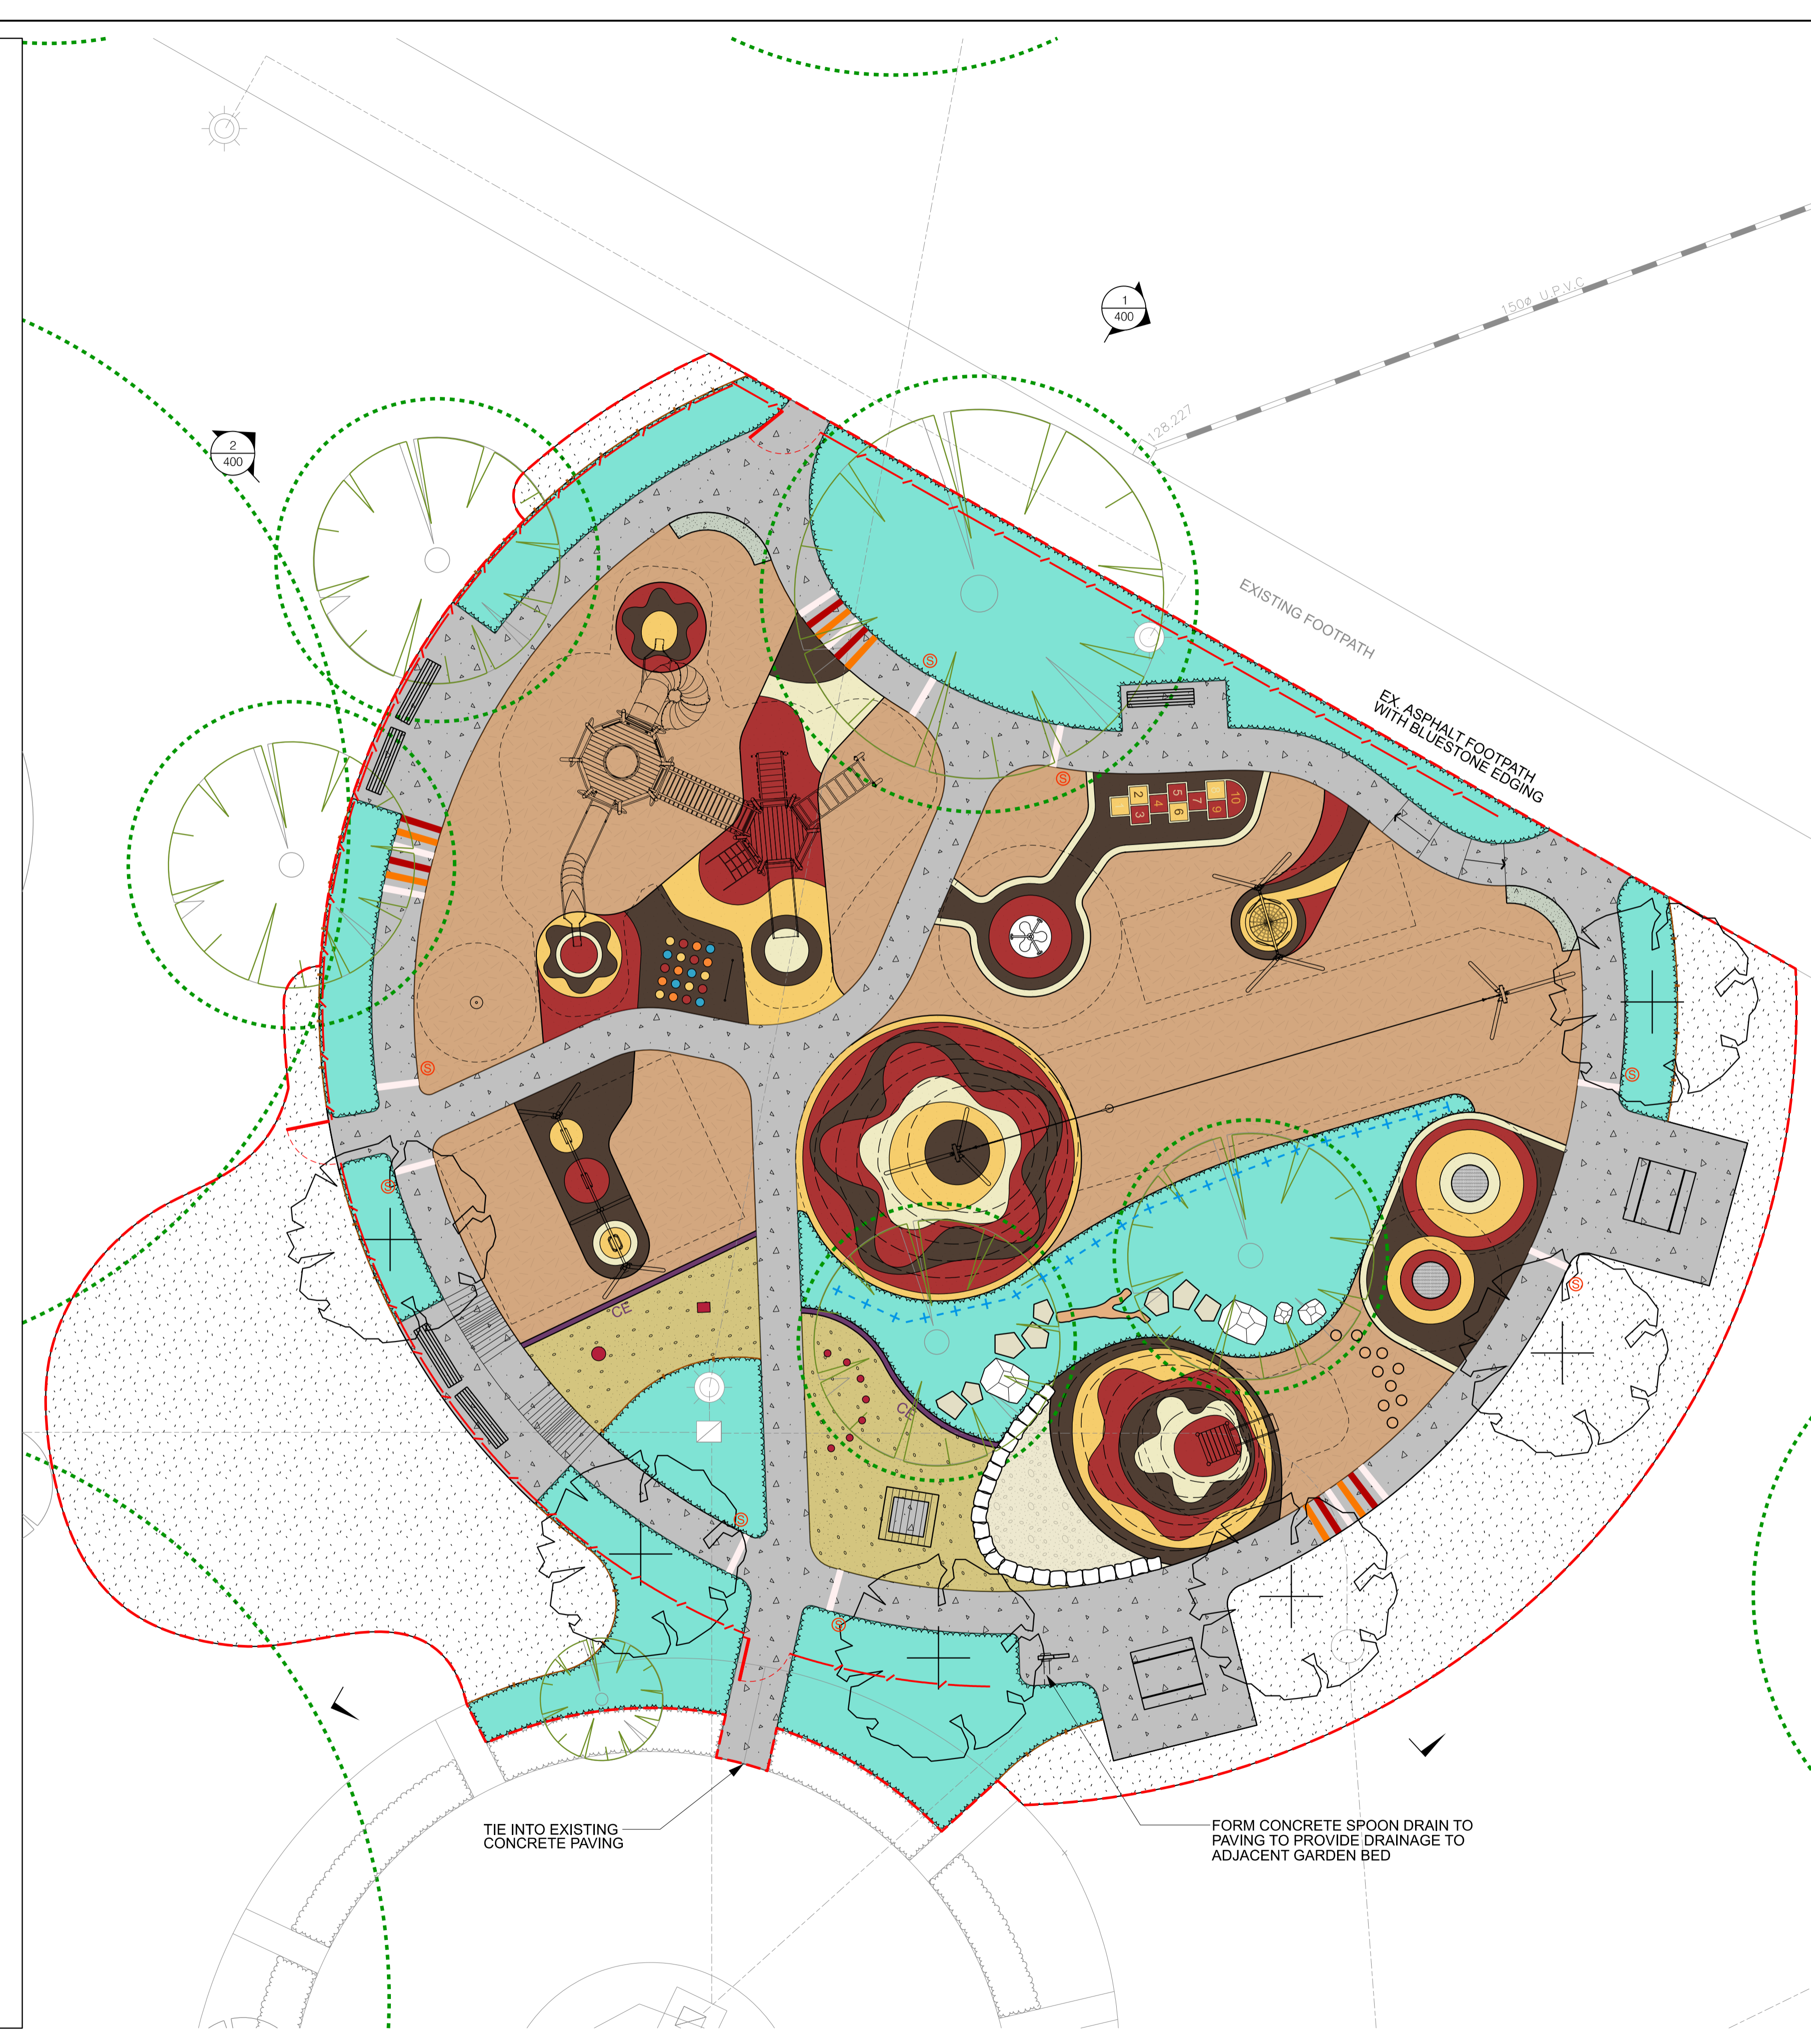 1
400
150ø U.P.V.C
128.227
2
400
EXISTING FOOTPATH
EX. ASPHALT FOOTPATH
WITH BLUESTONE EDGING
S
S
2
3
4
5
6
7
8
9
10
S
S
S
S
CE
CE
S
S
TIE INTO EXISTING
CONCRETE PAVING
FORM CONCRETE SPOON DRAIN TO
PAVING TO PROVIDE DRAINAGE TO
ADJACENT GARDEN BED